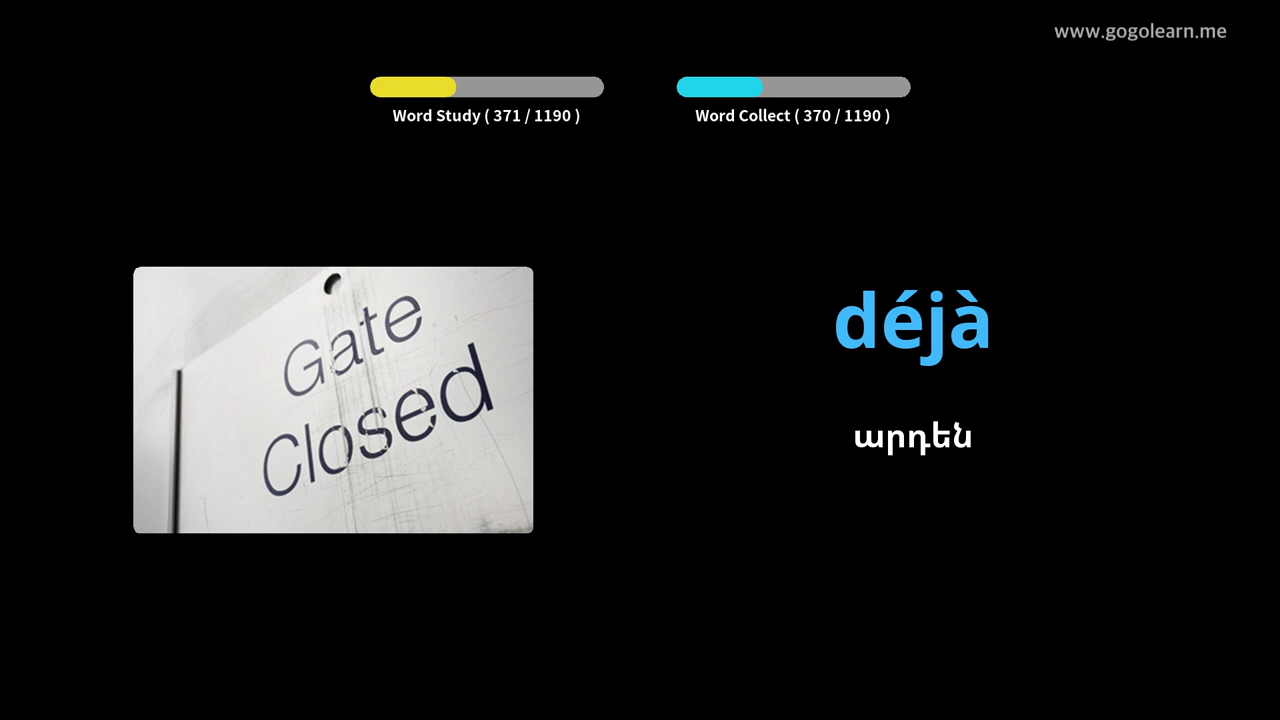 www.gogolearn.me
Word Study ( 371 / 1190 )
Word Collect ( 370 / 1190 )
Gate
Closed
déjà
արդեն